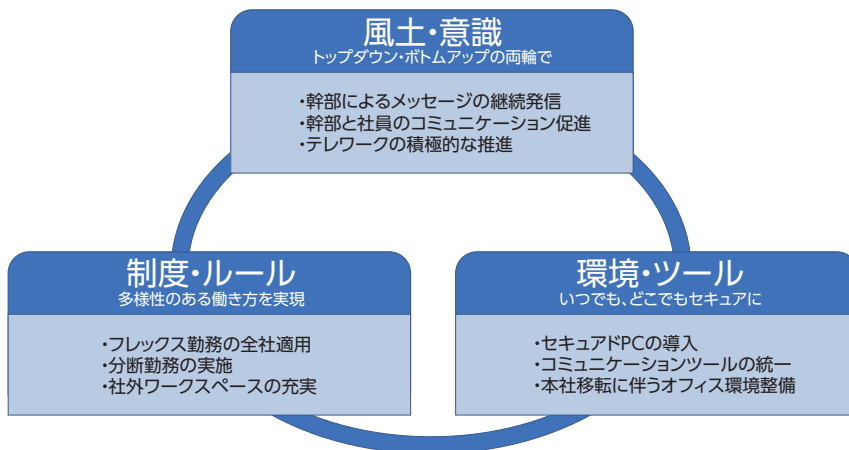 風土・意識
トップダウン・ボトムアップの両輪で
・幹部によるメッセージの継続発信
・幹部と社員のコミュニケーション促進
・テレワークの積極的な推進
制度・ルール
多様性のある働き方を実現
・フレックス勤務の全社適用
・分断勤務の実施
・社外ワークスペースの充実
環境・ツール
いつでも、どこでもセキュアに
・セキュアドPCの導入
・コミュニケーションツールの統一
・本社移転に伴うオフィス環境整備